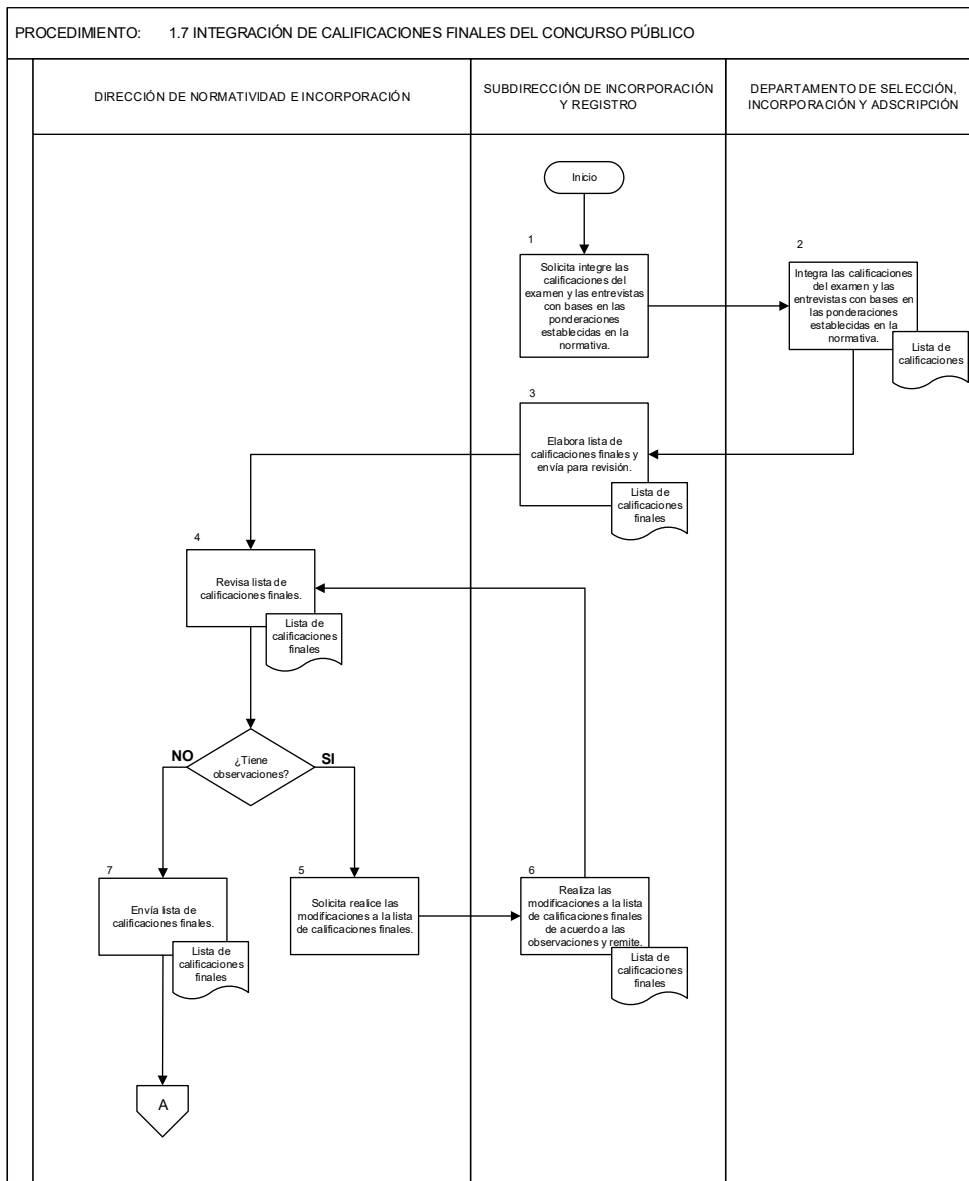 PROCEDIMIENTO: 1.7 INTEGRACIÓN DE CALIFICACIONES FINALES DEL CONCURSO PÚBLICO
DIRECCIÓN DE NORMATIVIDAD E INCORPORACIÓN
SUBDIRECCIÓN DE INCORPORACIÓN
Y REGISTRO
DEPARTAMENTO DE SELECCIÓN,
INCORPORACIÓN Y ADSCRIPCIÓN
Inicio
1
Solicita integre las
calificaciones del
examen y las entrevistas
con bases en las
ponderaciones
establecidas en la
normativa.
2
Integra las calificaciones
del examen y las
entrevistas con bases en
las ponderaciones
establecidas en la
normativa.
Lista de
calificaciones
3
Elabora lista de
calificaciones finales y
envía para revisión.
Lista de
calificaciones
finales
4
Revisa lista de
calificaciones finales.
Lista de
calificaciones
finales
¿Tiene
observaciones?
NO
SI
7
Envía lista de
calificaciones finales.
Lista de
calificaciones
finales
5
Solicita realice las
modificaciones a la lista
de calificaciones finales.
6
Realiza las
modificaciones a la lista
de calificaciones finales
de acuerdo a las
observaciones y remite.
Lista de
calificaciones
finales
A